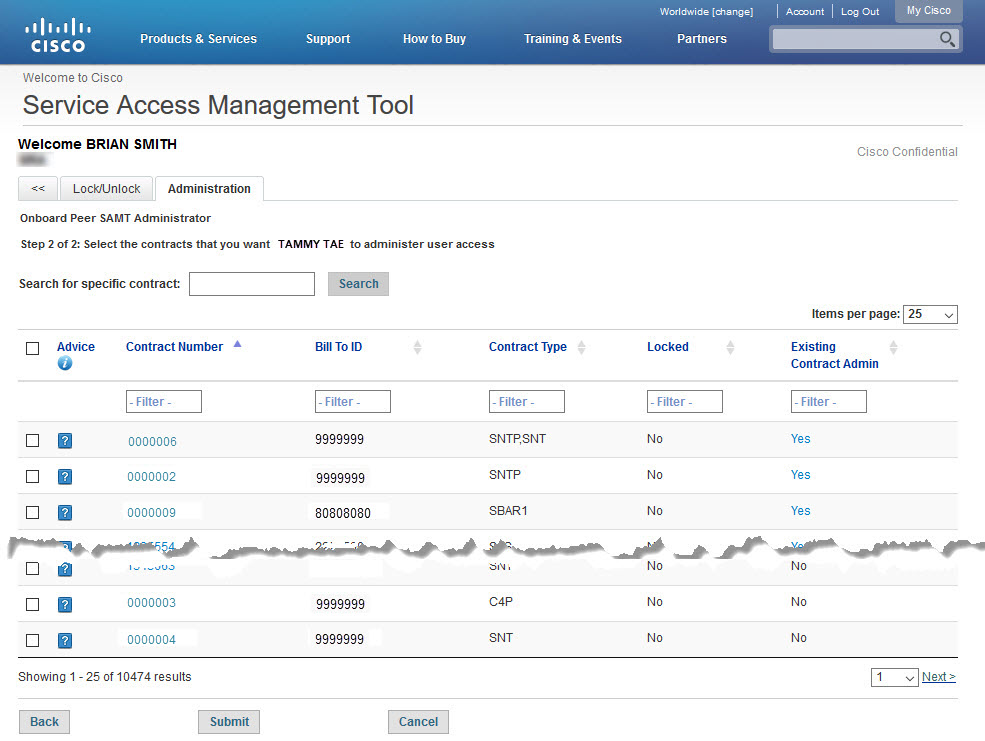 Worldwide [change] Account Log Out My Cisco
CISCO
Products & Services Support How to Buy Training & Events Partners
Welcome to Cisco
Service Access Management Tool
Welcome BRIAN SMITH
Cisco Confidential
<< Lock/Unlock Administration
Onboard Peer SAMT Administrator
Step 2 of 2: Select the contracts that you want TAMMY TAE to administer user access
Search for specific contract: Search
Items per page: 25
Advice Contract Number Bill To ID Contract Type Locked Existing
Contract Admin
- Filter - - Filter - - Filter - - Filter - - Filter -
0000006 9999999 SNTP,SNT No Yes
0000002 9999999 SNTP No Yes
0000009 80808080 SBAR1 No Yes
No Yes
SNT No No
0000003 9999999 C4P No No
0000004 9999999 SNT No No
Showing 1 - 25 of 10474 results 1 Next >
Back Submit Cancel